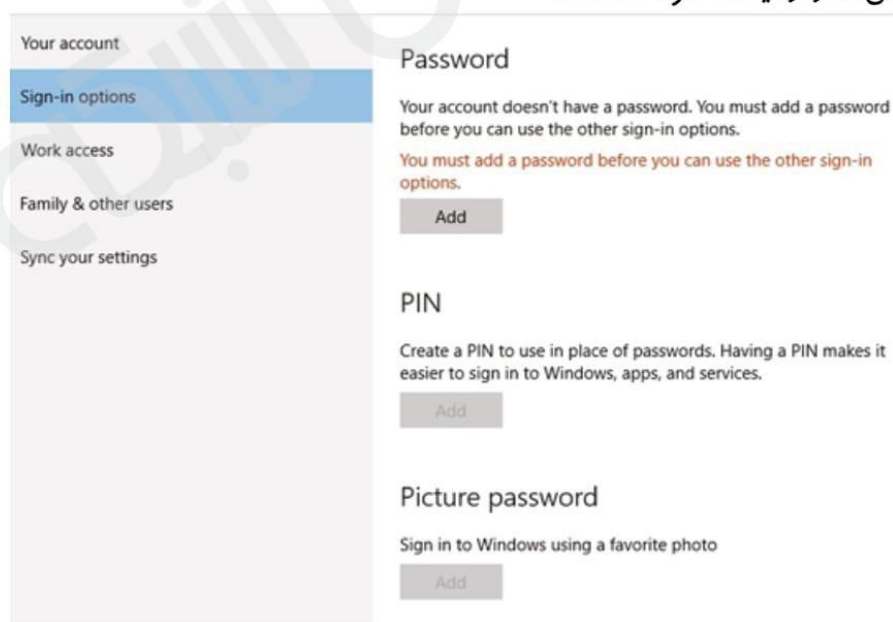 Your account
Sign-in options
Work access
Family & other users
Sync your settings
Password
Your account doesn't have a password. You must add a password
before you can use the other sign-in options.
You must add a password before you can use the other sign-in
options.
Add
PIN
Create a PIN to use in place of passwords. Having a PIN makes it
easier to sign in to Windows, apps, and services.
Add
Picture password
Sign in to Windows using a favorite photo
Add